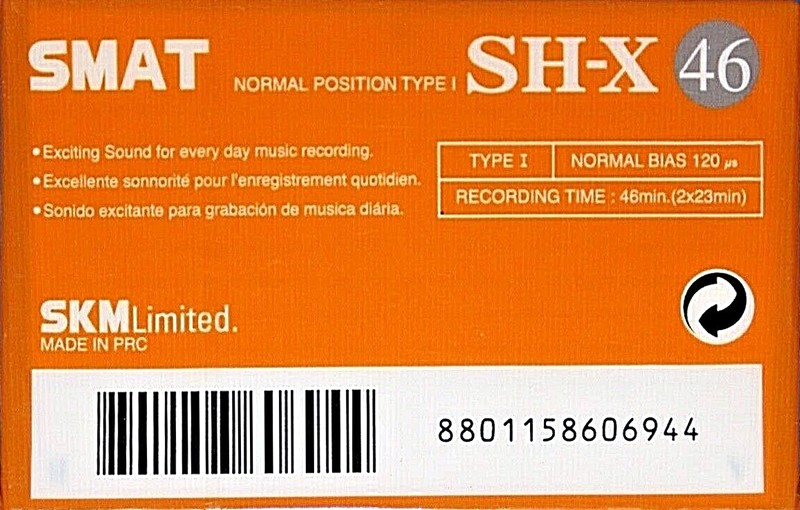 SMAT NORMAL POSITION TYPE I SH-X 46
• Exciting Sound for every day music recording.
• Excellente sonnorité pour l'enregistrement quotidien.
• Sonido excitante para grabación de musica diária.
TYPE I NORMAL BIAS 120 µs
RECORDING TIME : 46min.(2x23min)
SKM Limited.
MADE IN PRC
8801158606944